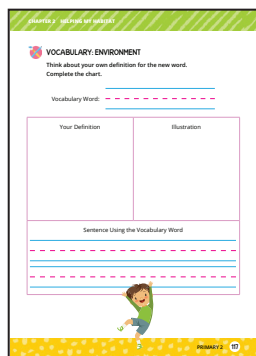 CHAPTER 2 HELPING MY HABITAT
VOCABULARY: ENVIRONMENT
Think about your own definition for the new word.
Complete the chart.
Vocabulary Word:
Your Definition
Illustration
Sentence Using the Vocabulary Word
PRIMARY 2 117